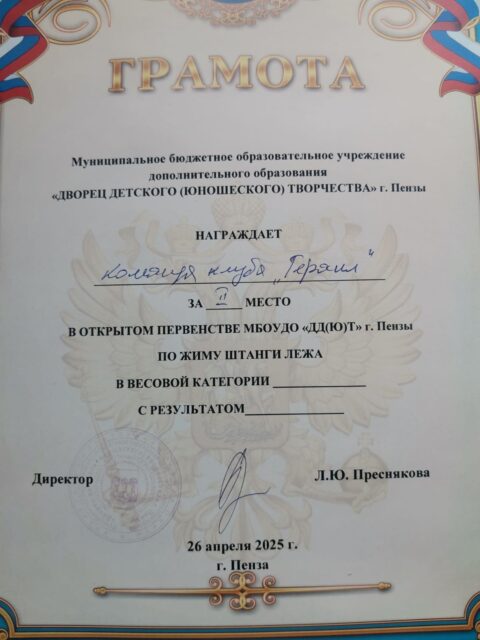 ГРАМОТА
Муниципальное бюджетное образовательное учреждение
дополнительного образования
«ДВОРЕЦ ДЕТСКОГО (ЮНОШЕСКОГО) ТВОРЧЕСТВА» г. Пензы
НАГРАЖДАЕТ
команда клуба „Геракл"
ЗА II МЕСТО
В ОТКРЫТОМ ПЕРВЕНСТВЕ МБОУДО «ДД(Ю)Т» г. Пензы
ПО ЖИМУ ШТАНГИ ЛЕЖА
В ВЕСОВОЙ КАТЕГОРИИ
С РЕЗУЛЬТАТОМ
Директор Л.Ю. Преснякова
26 апреля 2025 г.
г. Пенза